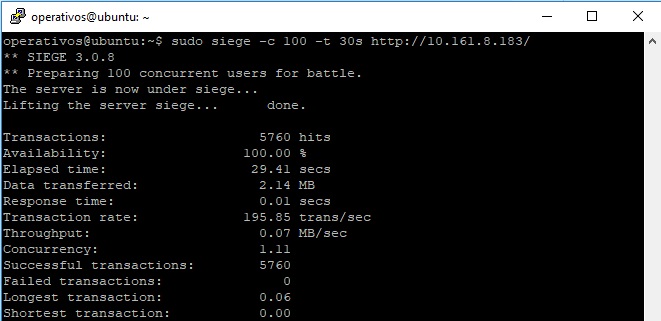 operativos@ubuntu: ~
operativos@ubuntu:~$ sudo siege -c 100 -t 30s http://10.161.8.183/
** SIEGE 3.0.8
** Preparing 100 concurrent users for battle.
The server is now under siege...
Lifting the server siege...      done.
Transactions:                   5760 hits
Availability:                 100.00 %
Elapsed time:                  29.41 secs
Data transferred:               2.14 MB
Response time:                  0.01 secs
Transaction rate:             195.85 trans/sec
Throughput:                     0.07 MB/sec
Concurrency:                    1.11
Successful transactions:        5760
Failed transactions:               0
Longest transaction:            0.06
Shortest transaction:           0.00